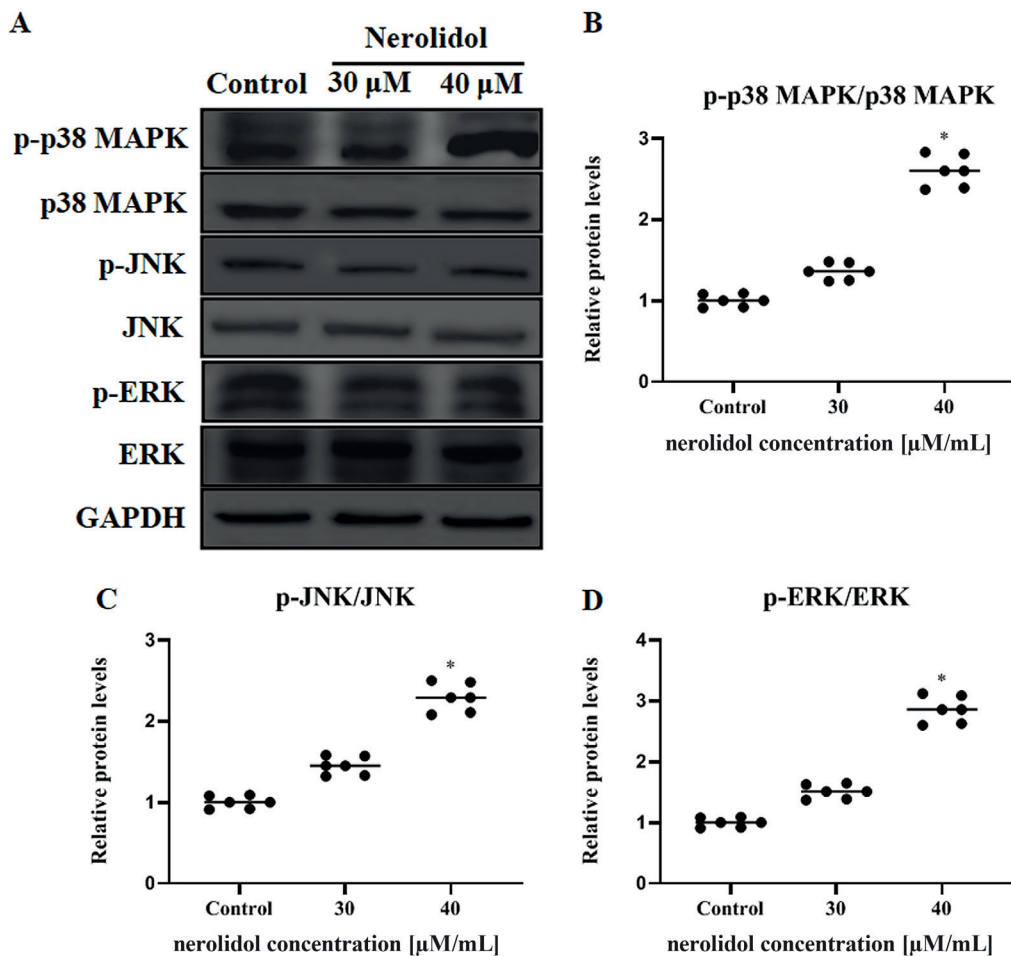 A
Nerolidol
Control 30 µM 40 µM
p-p38 MAPK
p38 MAPK
p-JNK
JNK
p-ERK
ERK
GAPDH
B
p-p38 MAPK/p38 MAPK
Relative protein levels
3
2
1
0
*
Control 30 40
nerolidol concentration [µM/mL]
C
p-JNK/JNK
Relative protein levels
3
2
1
0
*
Control 30 40
nerolidol concentration [µM/mL]
D
p-ERK/ERK
Relative protein levels
4
3
2
1
0
*
Control 30 40
nerolidol concentration [µM/mL]